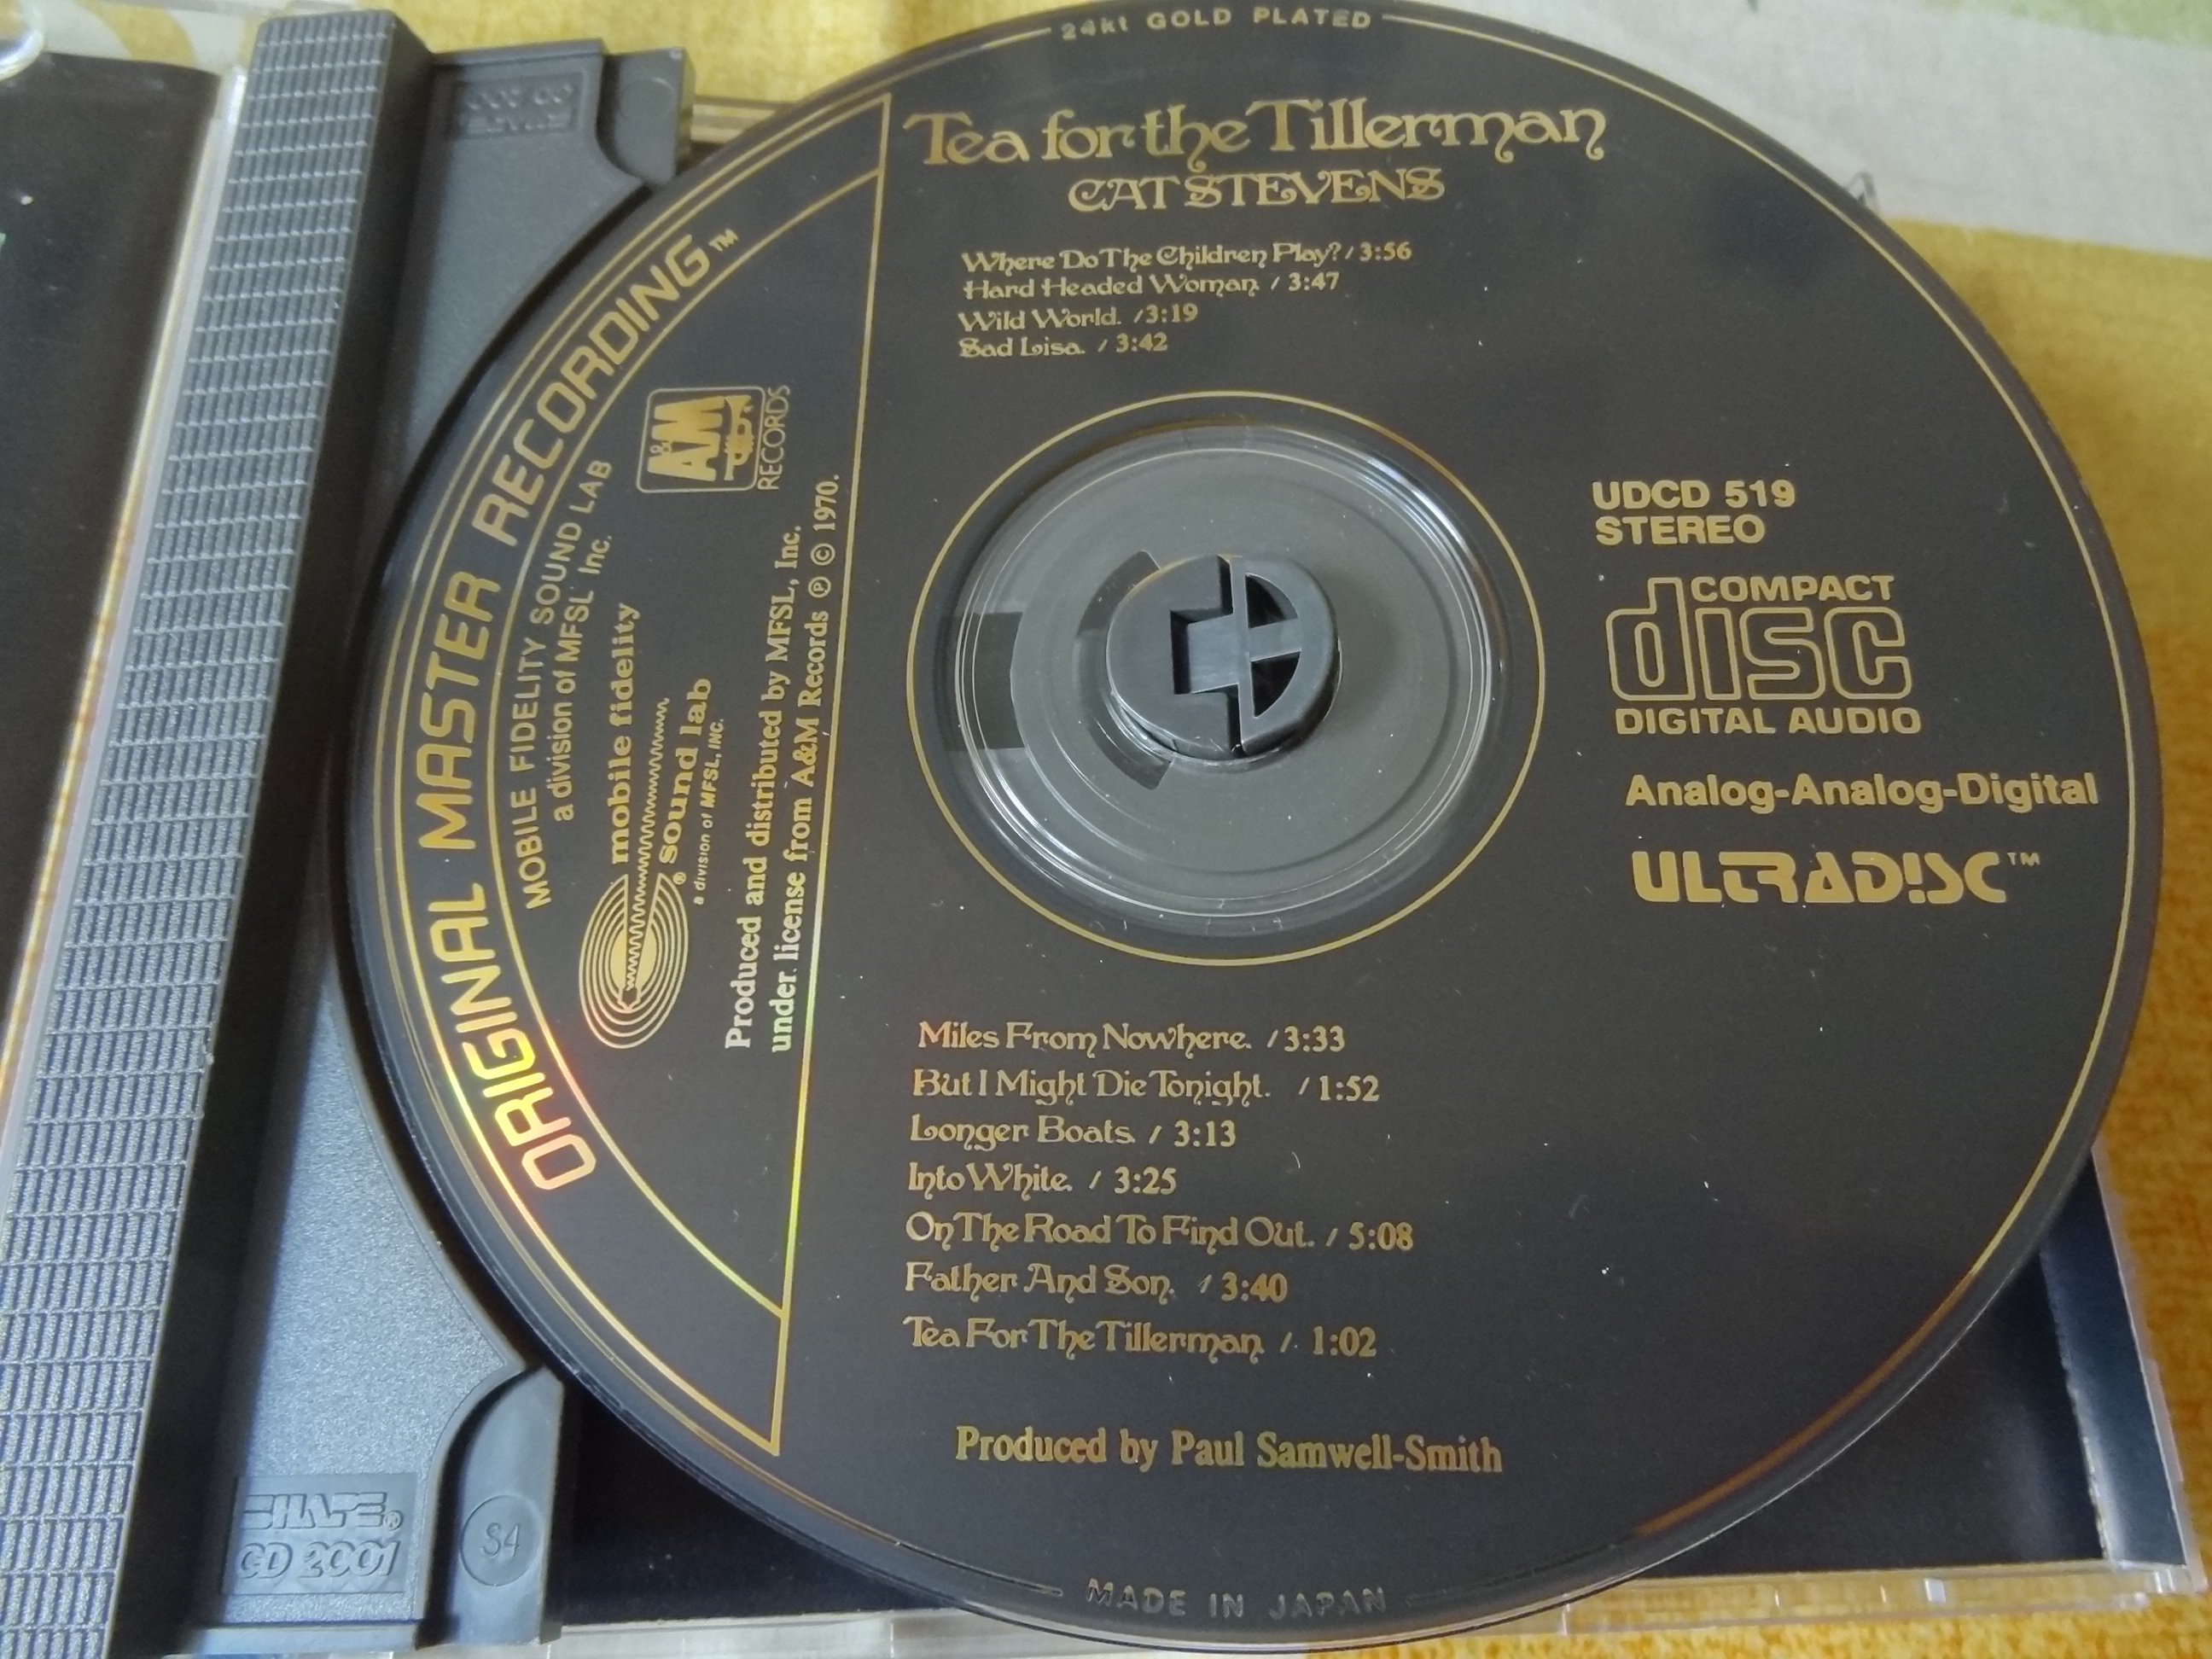 24kt GOLD PLATED
Tea for the Tillerman
CAT STEVENS
Where Do The Children Play? / 3:56
Hard Headed Woman. / 3:47
Wild World. / 3:19
Sad Lisa. / 3:42
ORIGINAL MASTER RECORDING™
MOBILE FIDELITY SOUND LAB
a division of MFSL Inc.
mobile fidelity
sound lab
® a division of MFSL, INC.
A&M
RECORDS
Produced and distributed by MFSL, Inc.
under license from A&M Records ℗ © 1970.
UDCD 519
STEREO
COMPACT
disc
DIGITAL AUDIO
Analog-Analog-Digital
ULTRADISC™
Miles From Nowhere. / 3:33
But I Might Die Tonight. / 1:52
Longer Boats. / 3:13
Into White. / 3:25
On The Road To Find Out. / 5:08
Father And Son. / 3:40
Tea For The Tillerman. / 1:02
Produced by Paul Samwell-Smith
MADE IN JAPAN
SHAPE®
CD 2001
S4